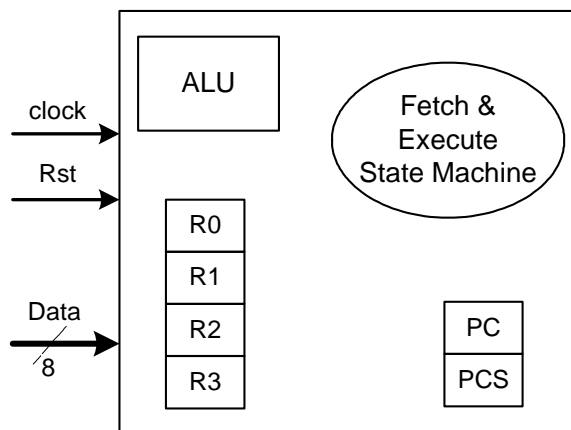 ALU
Fetch &
Execute
State Machine
clock
Rst
R0
R1
R2
R3
Data
8
PC
PCS